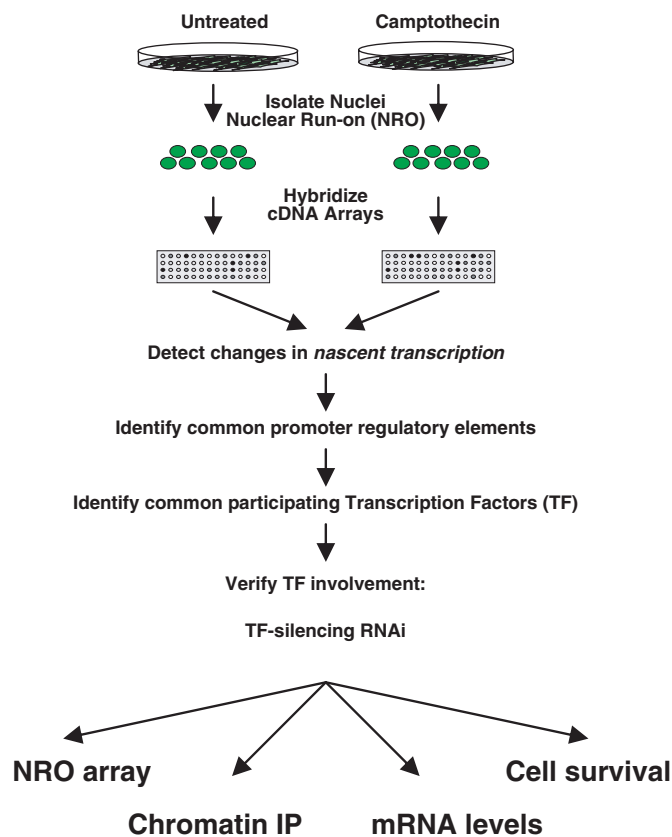 Untreated
Camptothecin
Isolate Nuclei
Nuclear Run-on (NRO)
Hybridize
cDNA Arrays
Detect changes in nascent transcription
Identify common promoter regulatory elements
Identify common participating Transcription Factors (TF)
Verify TF involvement:
TF-silencing RNAi
NRO array
Cell survival
Chromatin IP
mRNA levels